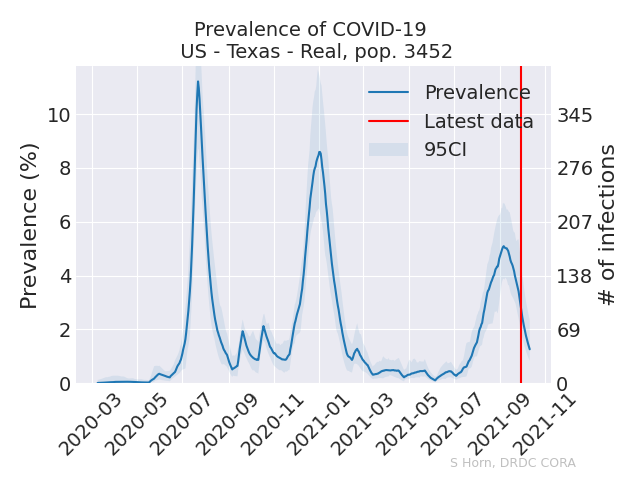 Prevalence of COVID-19
US - Texas - Real, pop. 3452
Prevalence
Latest data
95CI
Prevalence (%)
10
8
6
4
2
0
345
276
207
138
69
0
# of infections
2020-03
2020-05
2020-07
2020-09
2020-11
2021-01
2021-03
2021-05
2021-07
2021-09
2021-11
S Horn, DRDC CORA